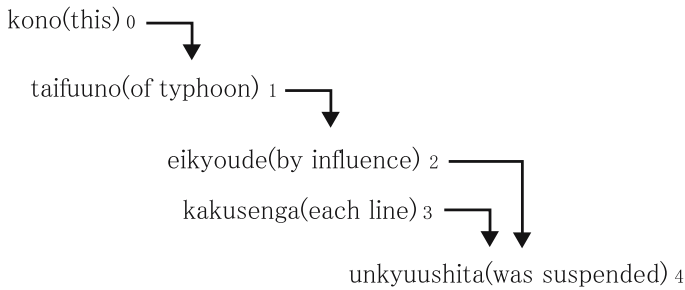 kono(this) 0
taifuuno(of typhoon) 1
eikyoude(by influence) 2
kakusenga(each line) 3
unkyuushita(was suspended) 4